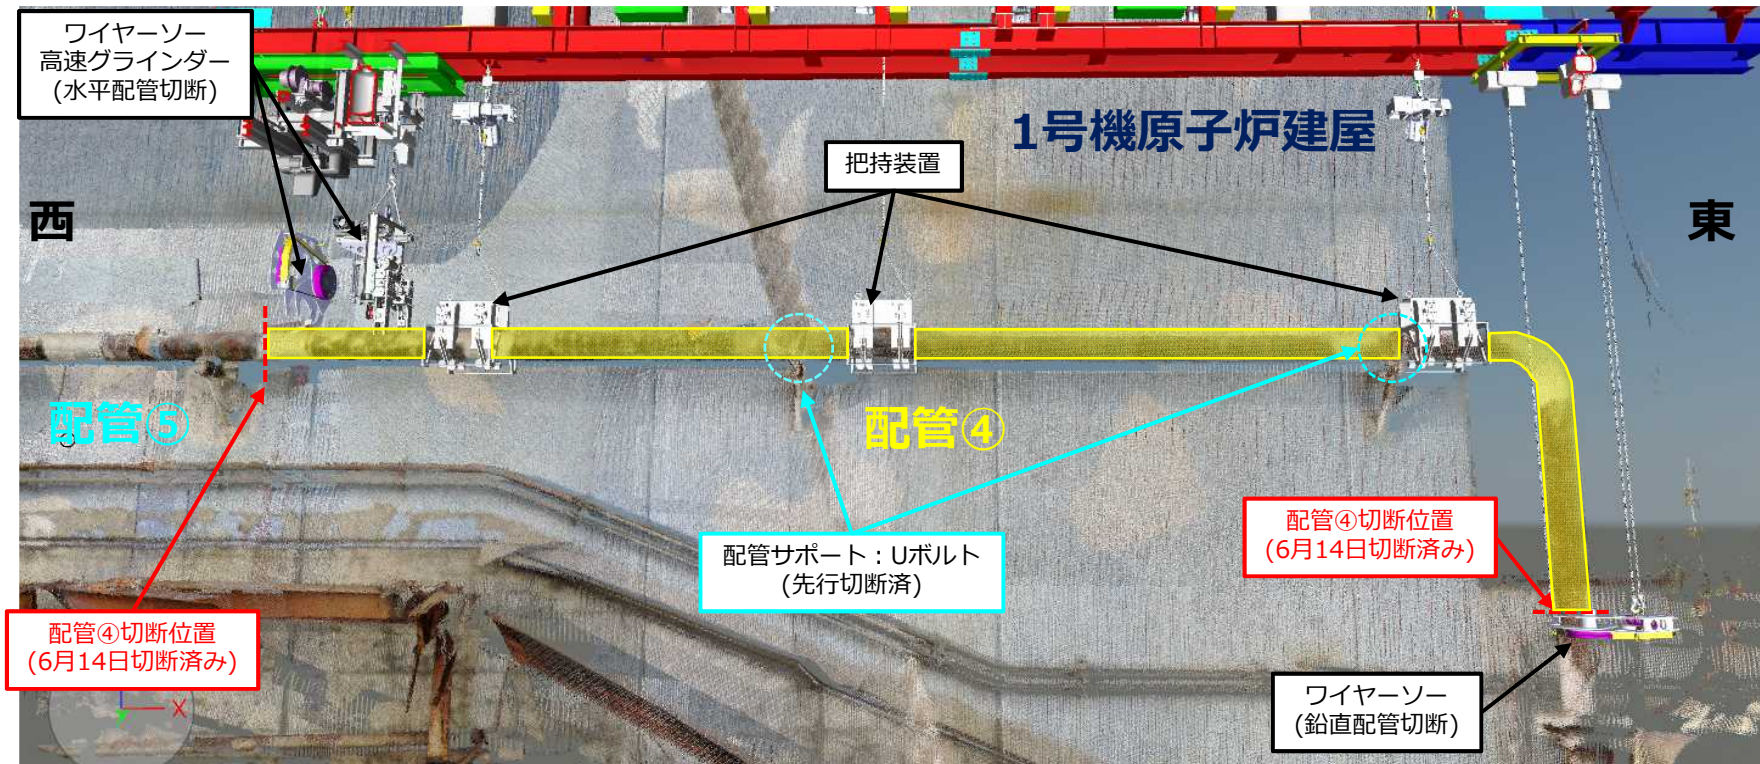 ワイヤーソー
高速グラインダー
(水平配管切断)
1号機原子炉建屋
把持装置
西
東
配管⑤
配管④
配管サポート：Uボルト
(先行切断済)
配管④切断位置
(6月14日切断済み)
配管④切断位置
(6月14日切断済み)
ワイヤーソー
(鉛直配管切断)
X
Y